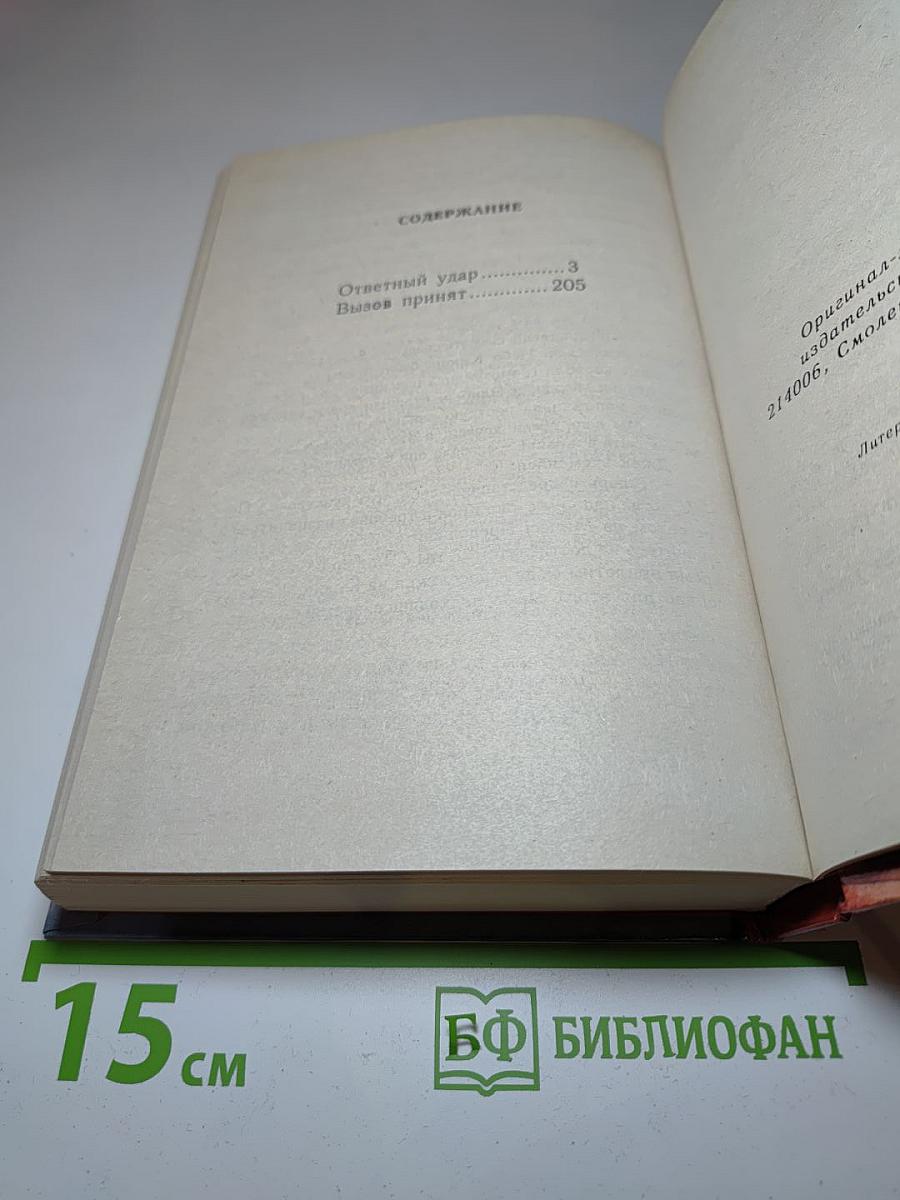 СОДЕРЖАНИЕ
Ответный удар..............3
Вызов принят.............205
Оригинал-
издательс
214006, Смоле
Литер
15 см
БФ БИБЛИОФАН